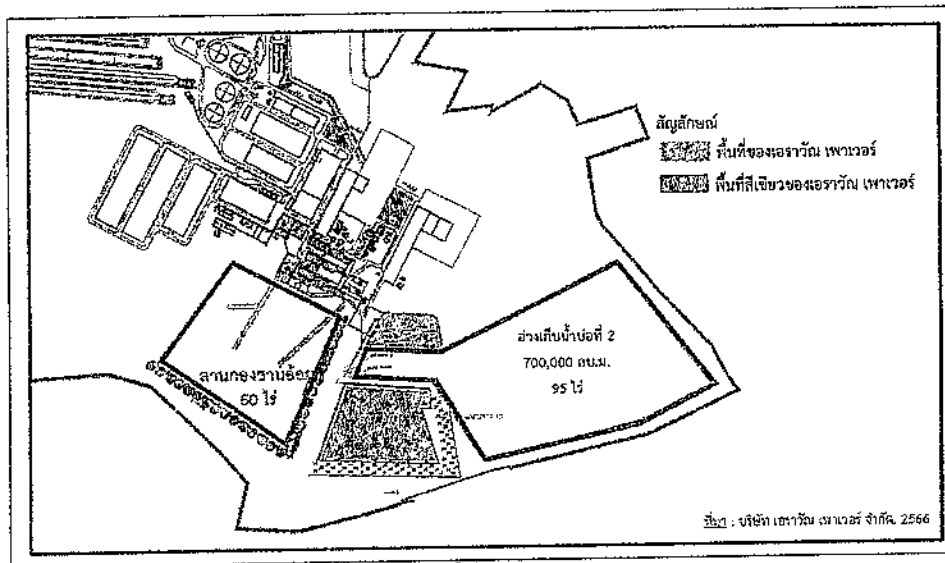 สัญลักษณ์
พื้นที่ของเอราวัณ เพาเวอร์
พื้นที่สีเขียวของเอราวัณ เพาเวอร์
อ่างเก็บน้ำบ่อที่ 2
700,000 ลบ.ม.
95 ไร่
ลานกองชานอ้อย
60 ไร่
ที่มา : บริษัท เอราวัณ เพาเวอร์ จำกัด, 2566